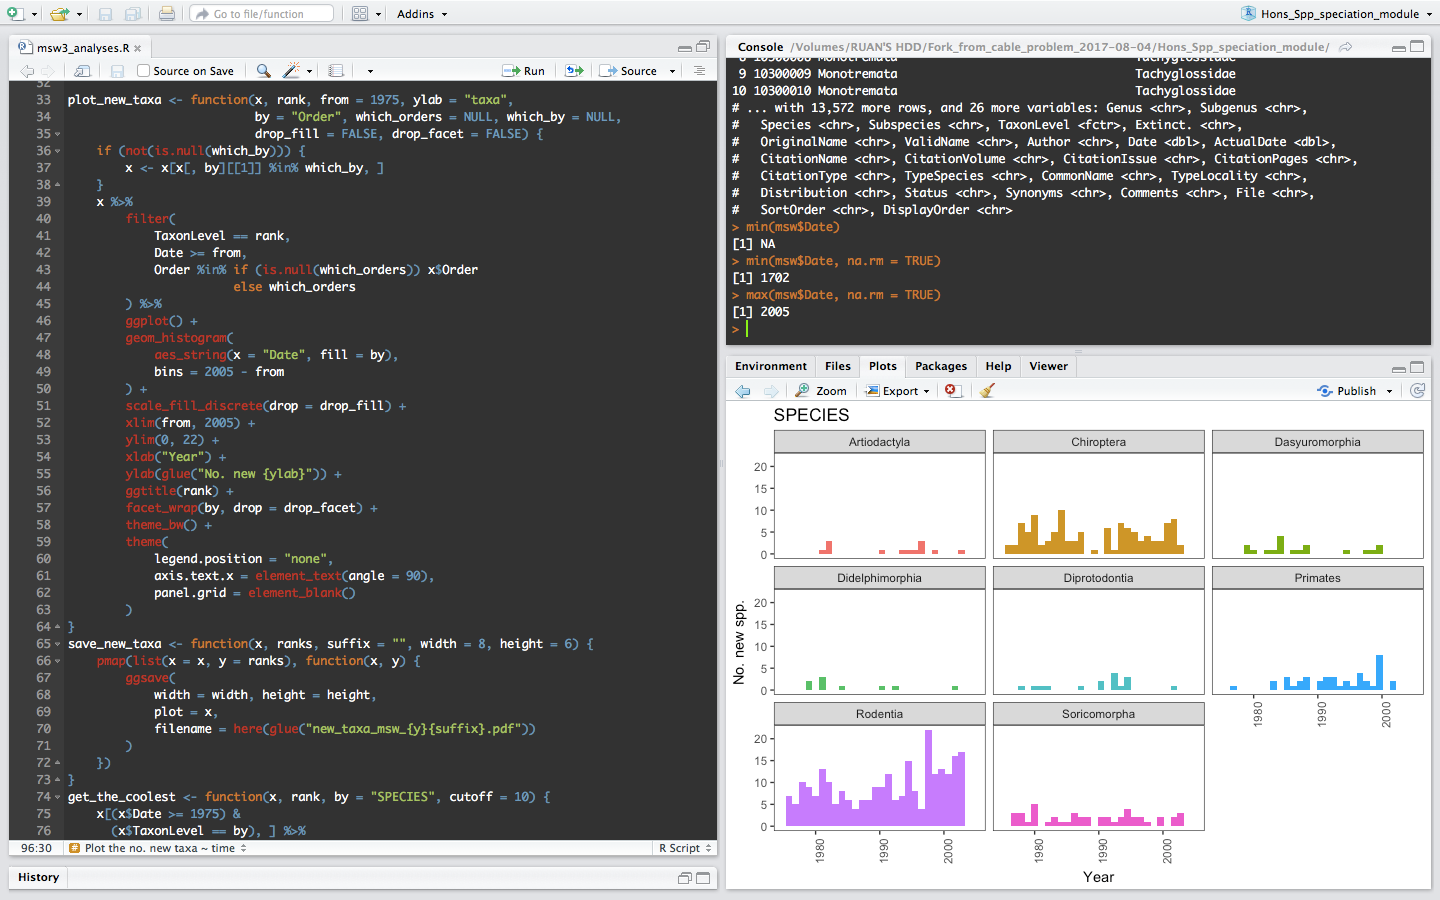 Go to file/function
Addins
Hons_Spp_speciation_module
msw3_analyses.R
Source on Save
Run
Source
33 plot_new_taxa <- function(x, rank, from = 1975, ylab = "taxa",
34 by = "Order", which_orders = NULL, which_by = NULL,
35 drop_fill = FALSE, drop_facet = FALSE) {
36 if (not(is.null(which_by))) {
37 x <- x[x[, by][[1]] %in% which_by, ]
38 }
39 x %>%
40 filter(
41 TaxonLevel == rank,
42 Date >= from,
43 Order %in% if (is.null(which_orders)) x$Order
44 else which_orders
45 ) %>%
46 ggplot() +
47 geom_histogram(
48 aes_string(x = "Date", fill = by),
49 bins = 2005 - from
50 ) +
51 scale_fill_discrete(drop = drop_fill) +
52 xlim(from, 2005) +
53 ylim(0, 22) +
54 xlab("Year") +
55 ylab(glue("No. new {ylab}")) +
56 ggtitle(rank) +
57 facet_wrap(by, drop = drop_facet) +
58 theme_bw() +
59 theme(
60 legend.position = "none",
61 axis.text.x = element_text(angle = 90),
62 panel.grid = element_blank()
63 )
64 }
65 save_new_taxa <- function(x, ranks, suffix = "", width = 8, height = 6) {
66 pmap(list(x = x, y = ranks), function(x, y) {
67 ggsave(
68 width = width, height = height,
69 plot = x,
70 filename = here(glue("new_taxa_msw_{y}{suffix}.pdf"))
71 )
72 })
73 }
74 get_the_coolest <- function(x, rank, by = "SPECIES", cutoff = 10) {
75 x[(x$Date >= 1975) &
76 (x$TaxonLevel == by), ] %>%
96:30 # Plot the no. new taxa ~ time R Script
History
Console /Volumes/RUAN'S HDD/Fork_from_cable_problem_2017-08-04/Hons_Spp_speciation_module/
9 10300009 Monotremata Tachyglossidae
10 10300010 Monotremata Tachyglossidae
# ... with 13,572 more rows, and 26 more variables: Genus <chr>, Subgenus <chr>,
# Species <chr>, Subspecies <chr>, TaxonLevel <fctr>, Extinct. <chr>,
# OriginalName <chr>, ValidName <chr>, Author <chr>, Date <dbl>, ActualDate <dbl>,
# CitationName <chr>, CitationVolume <chr>, CitationIssue <chr>, CitationPages <chr>,
# CitationType <chr>, TypeSpecies <chr>, CommonName <chr>, TypeLocality <chr>,
# Distribution <chr>, Status <chr>, Synonyms <chr>, Comments <chr>, File <chr>,
# SortOrder <chr>, DisplayOrder <chr>
> min(msw$Date)
[1] NA
> min(msw$Date, na.rm = TRUE)
[1] 1702
> max(msw$Date, na.rm = TRUE)
[1] 2005
>
Environment Files Plots Packages Help Viewer
Zoom Export Publish
SPECIES
Artiodactyla Chiroptera Dasyuromorphia
20
15
10
5
0
Didelphimorphia Diprotodontia Primates
20
15
10
5
0
1980 1990 2000
Rodentia Soricomorpha
20
15
10
5
0
1980 1990 2000 1980 1990 2000
No. new spp.
Year